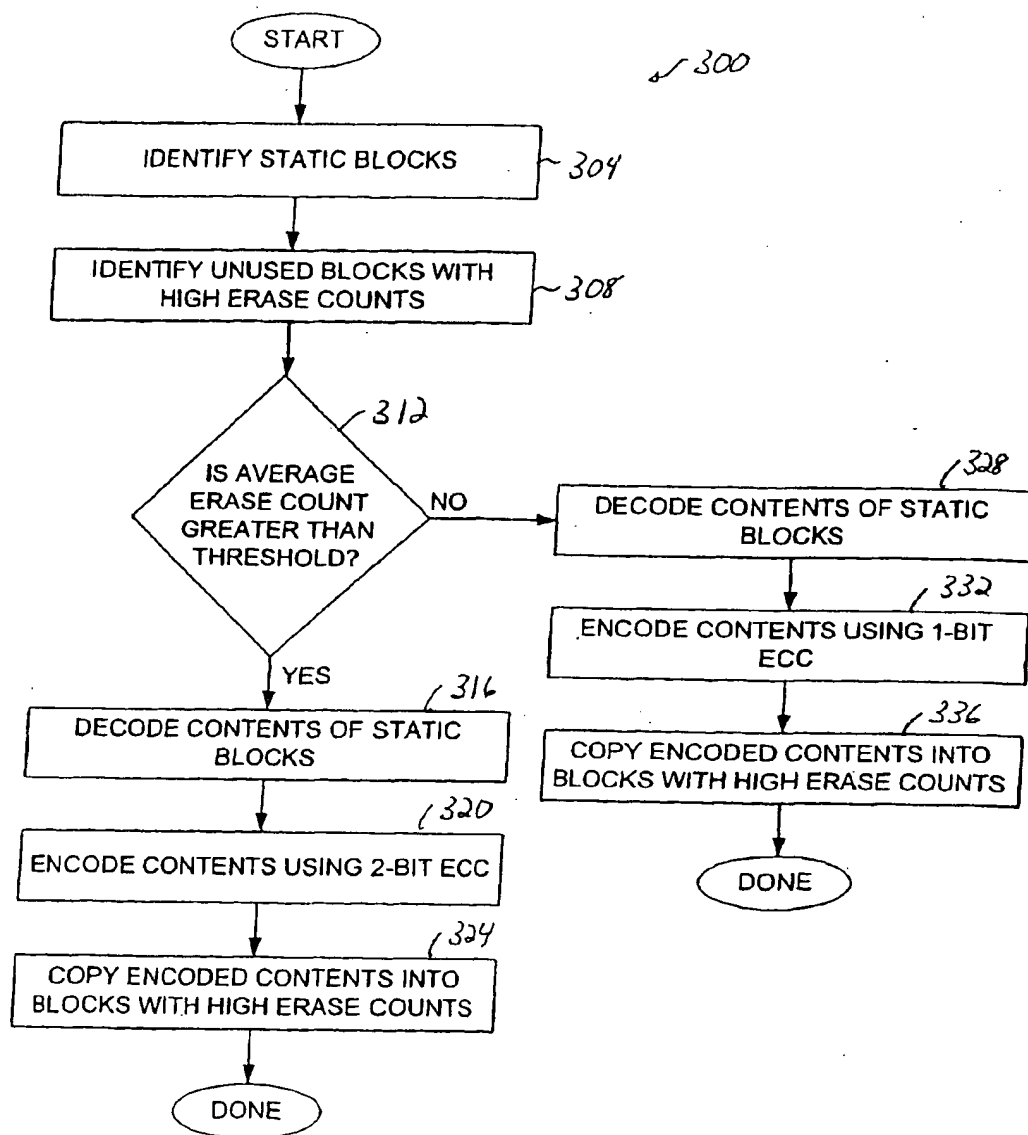 START
300
IDENTIFY STATIC BLOCKS
304
IDENTIFY UNUSED BLOCKS WITH
HIGH ERASE COUNTS
308
312
IS AVERAGE
ERASE COUNT
GREATER THAN
THRESHOLD?
NO
YES
328
DECODE CONTENTS OF STATIC
BLOCKS
332
ENCODE CONTENTS USING 1-BIT
ECC
336
COPY ENCODED CONTENTS INTO
BLOCKS WITH HIGH ERASE COUNTS
DONE
316
DECODE CONTENTS OF STATIC
BLOCKS
320
ENCODE CONTENTS USING 2-BIT ECC
324
COPY ENCODED CONTENTS INTO
BLOCKS WITH HIGH ERASE COUNTS
DONE